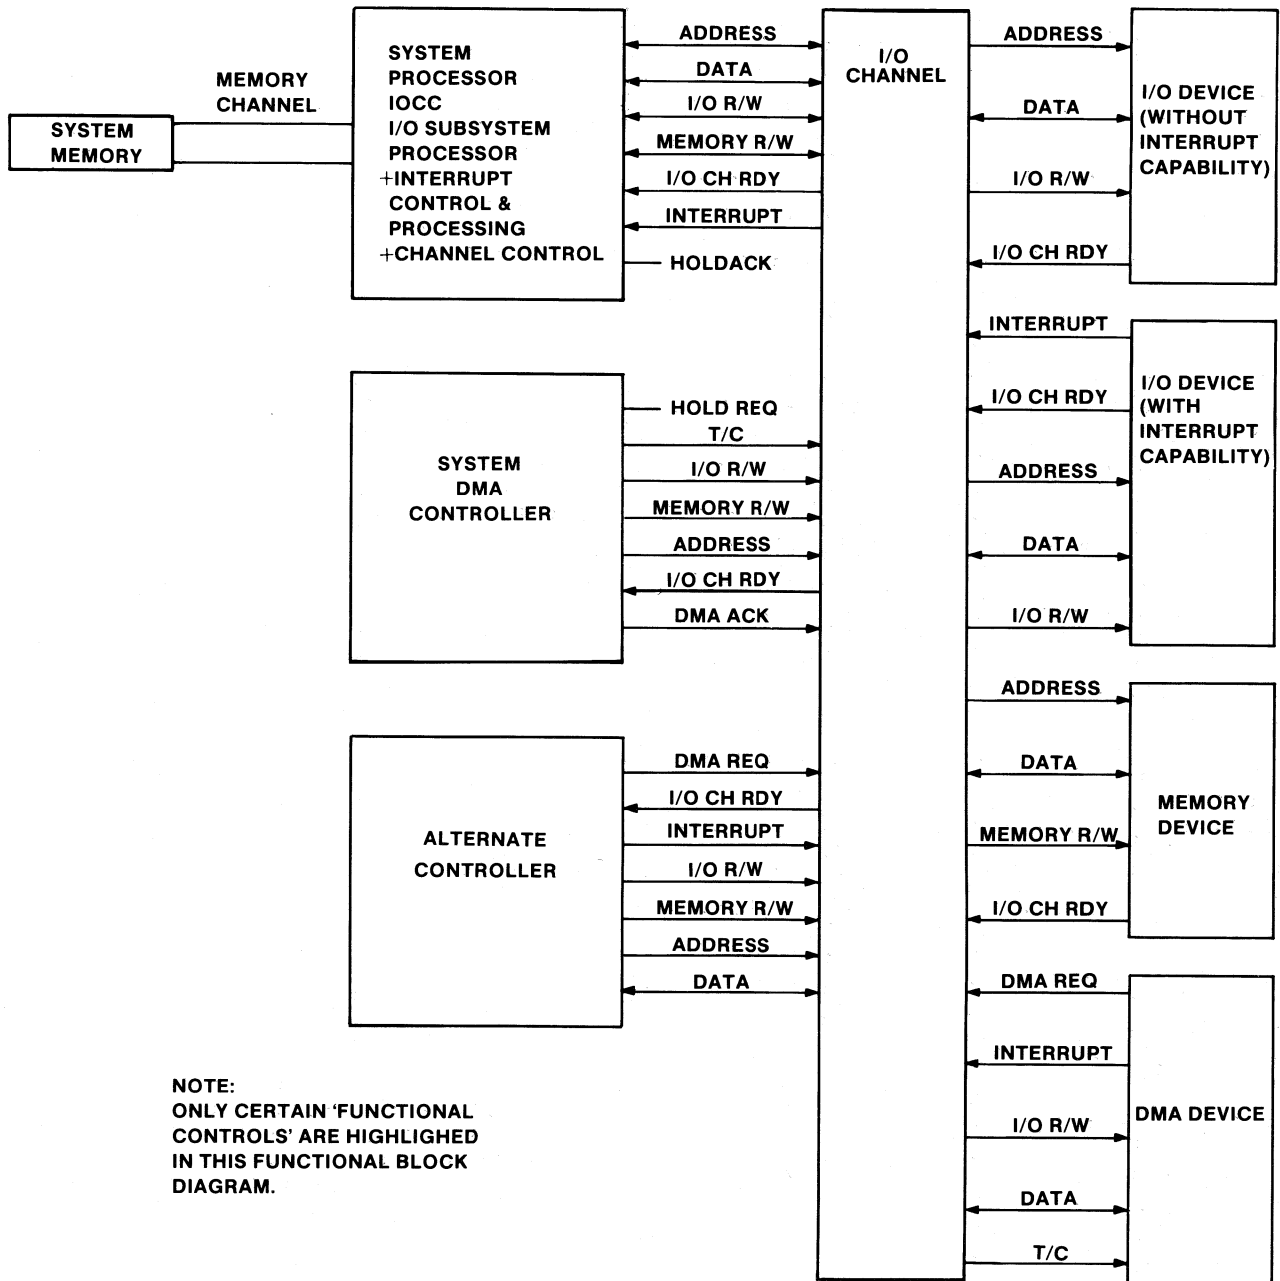 SYSTEM
MEMORY
MEMORY
CHANNEL
SYSTEM
PROCESSOR
IOCC
I/O SUBSYSTEM
PROCESSOR
+INTERRUPT
CONTROL &
PROCESSING
+CHANNEL CONTROL
ADDRESS
DATA
I/O R/W
MEMORY R/W
I/O CH RDY
INTERRUPT
HOLDACK
SYSTEM
DMA
CONTROLLER
HOLD REQ
T/C
I/O R/W
MEMORY R/W
ADDRESS
I/O CH RDY
DMA ACK
ALTERNATE
CONTROLLER
DMA REQ
I/O CH RDY
INTERRUPT
I/O R/W
MEMORY R/W
ADDRESS
DATA
NOTE:
ONLY CERTAIN ‘FUNCTIONAL
CONTROLS’ ARE HIGHLIGHED
IN THIS FUNCTIONAL BLOCK
DIAGRAM.
I/O
CHANNEL
ADDRESS
DATA
I/O R/W
I/O CH RDY
I/O DEVICE
(WITHOUT
INTERRUPT
CAPABILITY)
INTERRUPT
I/O CH RDY
ADDRESS
DATA
I/O R/W
I/O DEVICE
(WITH
INTERRUPT
CAPABILITY)
ADDRESS
DATA
MEMORY R/W
I/O CH RDY
MEMORY
DEVICE
DMA REQ
INTERRUPT
I/O R/W
DATA
T/C
DMA DEVICE